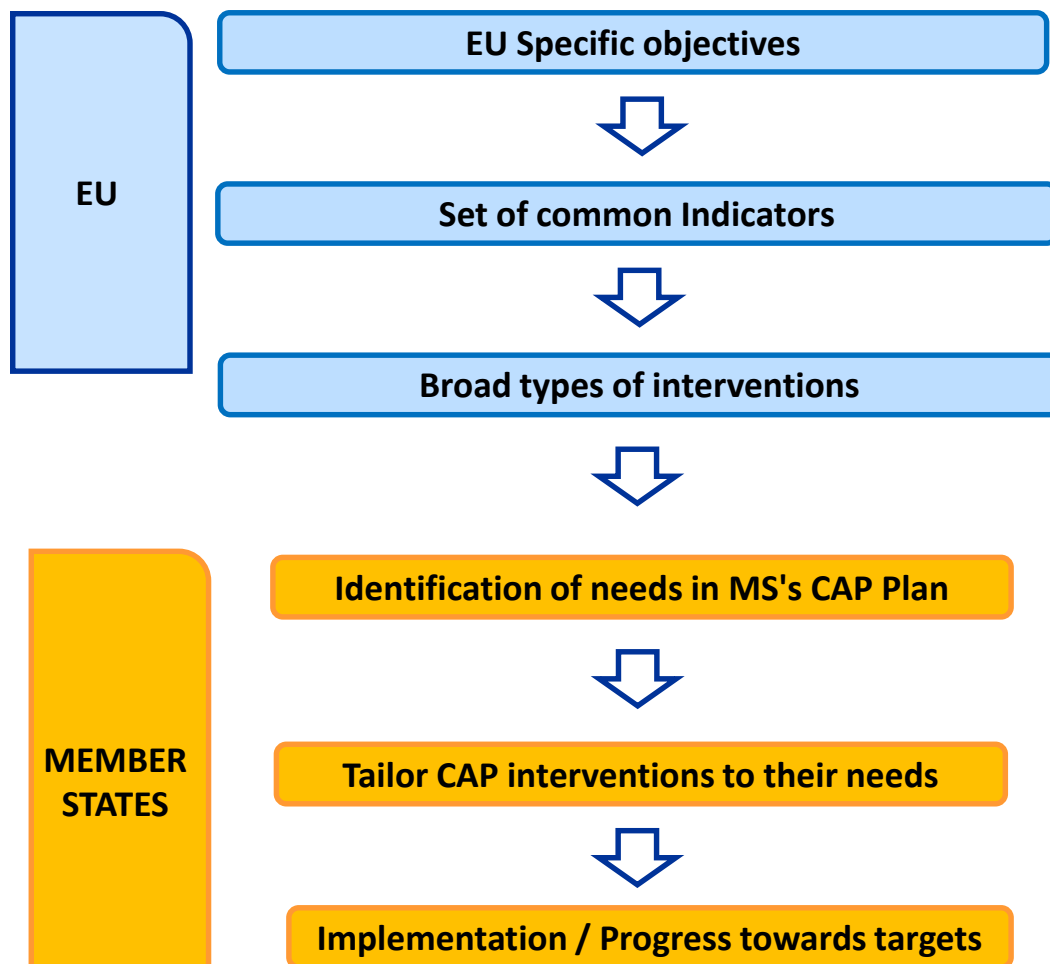 EU Specific objectives
EU
Set of common Indicators
Broad types of interventions
Identification of needs in MS's CAP Plan
MEMBER
STATES
Tailor CAP interventions to their needs
Implementation / Progress towards targets